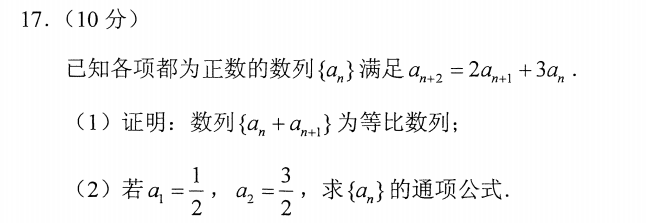 17.（10 分）
已知各项都为正数的数列{aₙ}满足aₙ₊₂ = 2aₙ₊₁ + 3aₙ．
（1）证明：数列{aₙ + aₙ₊₁}为等比数列；
（2）若a₁ = 1/2，a₂ = 3/2，求{aₙ}的通项公式．